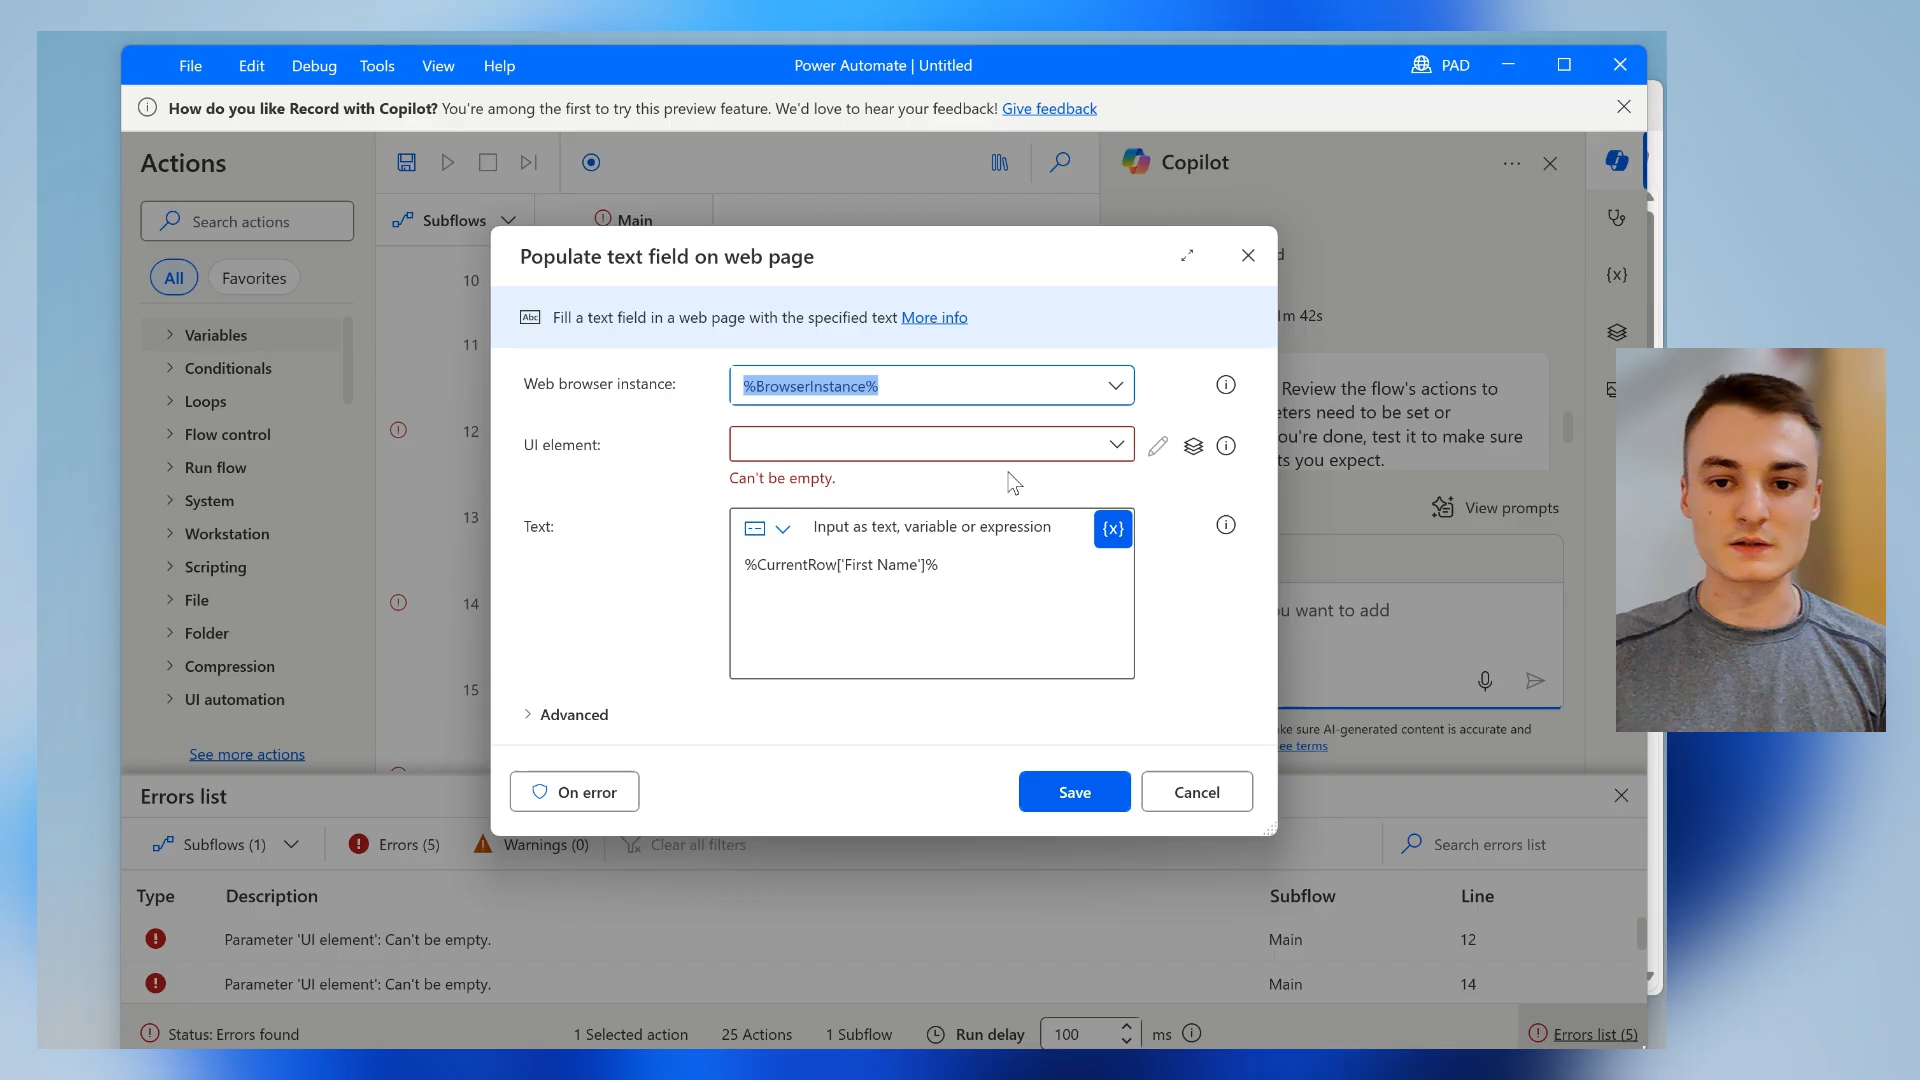 File Edit Debug Tools View Help
Power Automate | Untitled
PAD
How do you like Record with Copilot? You're among the first to try this preview feature. We'd love to hear your feedback! Give feedback
Actions
Search actions
All Favorites
Variables
Conditionals
Loops
Flow control
Run flow
System
Workstation
Scripting
File
Folder
Compression
UI automation
See more actions
Subflows
Main
10
11
12
13
14
15
Populate text field on web page
Abc Fill a text field in a web page with the specified text More info
Web browser instance: %BrowserInstance%
UI element:
Can't be empty.
Text: Input as text, variable or expression {x}
%CurrentRow['First Name']%
Advanced
On error
Save
Cancel
Copilot
1m 42s
Review the flow's actions to
need to be set or
you're done, test it to make sure
you expect.
View prompts
want to add
sure AI-generated content is accurate and
terms
{x}
Errors list
Subflows (1) Errors (5) Warnings (0) Clear all filters Search errors list
Type Description Subflow Line
Parameter 'UI element': Can't be empty. Main 12
Parameter 'UI element': Can't be empty. Main 14
Status: Errors found 1 Selected action 25 Actions 1 Subflow Run delay 100 ms Errors list (5)